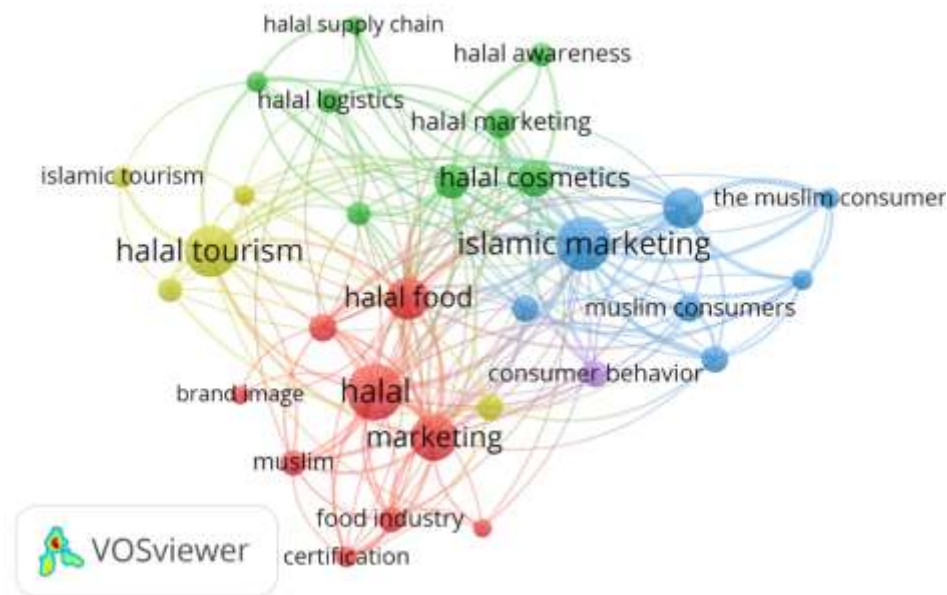 halal supply chain
halal awareness
halal logistics
halal marketing
islamic tourism
halal cosmetics
the muslim consumer
halal tourism
islamic marketing
halal food
muslim consumers
consumer behavior
brand image
halal
marketing
muslim
food industry
certification
VOSviewer